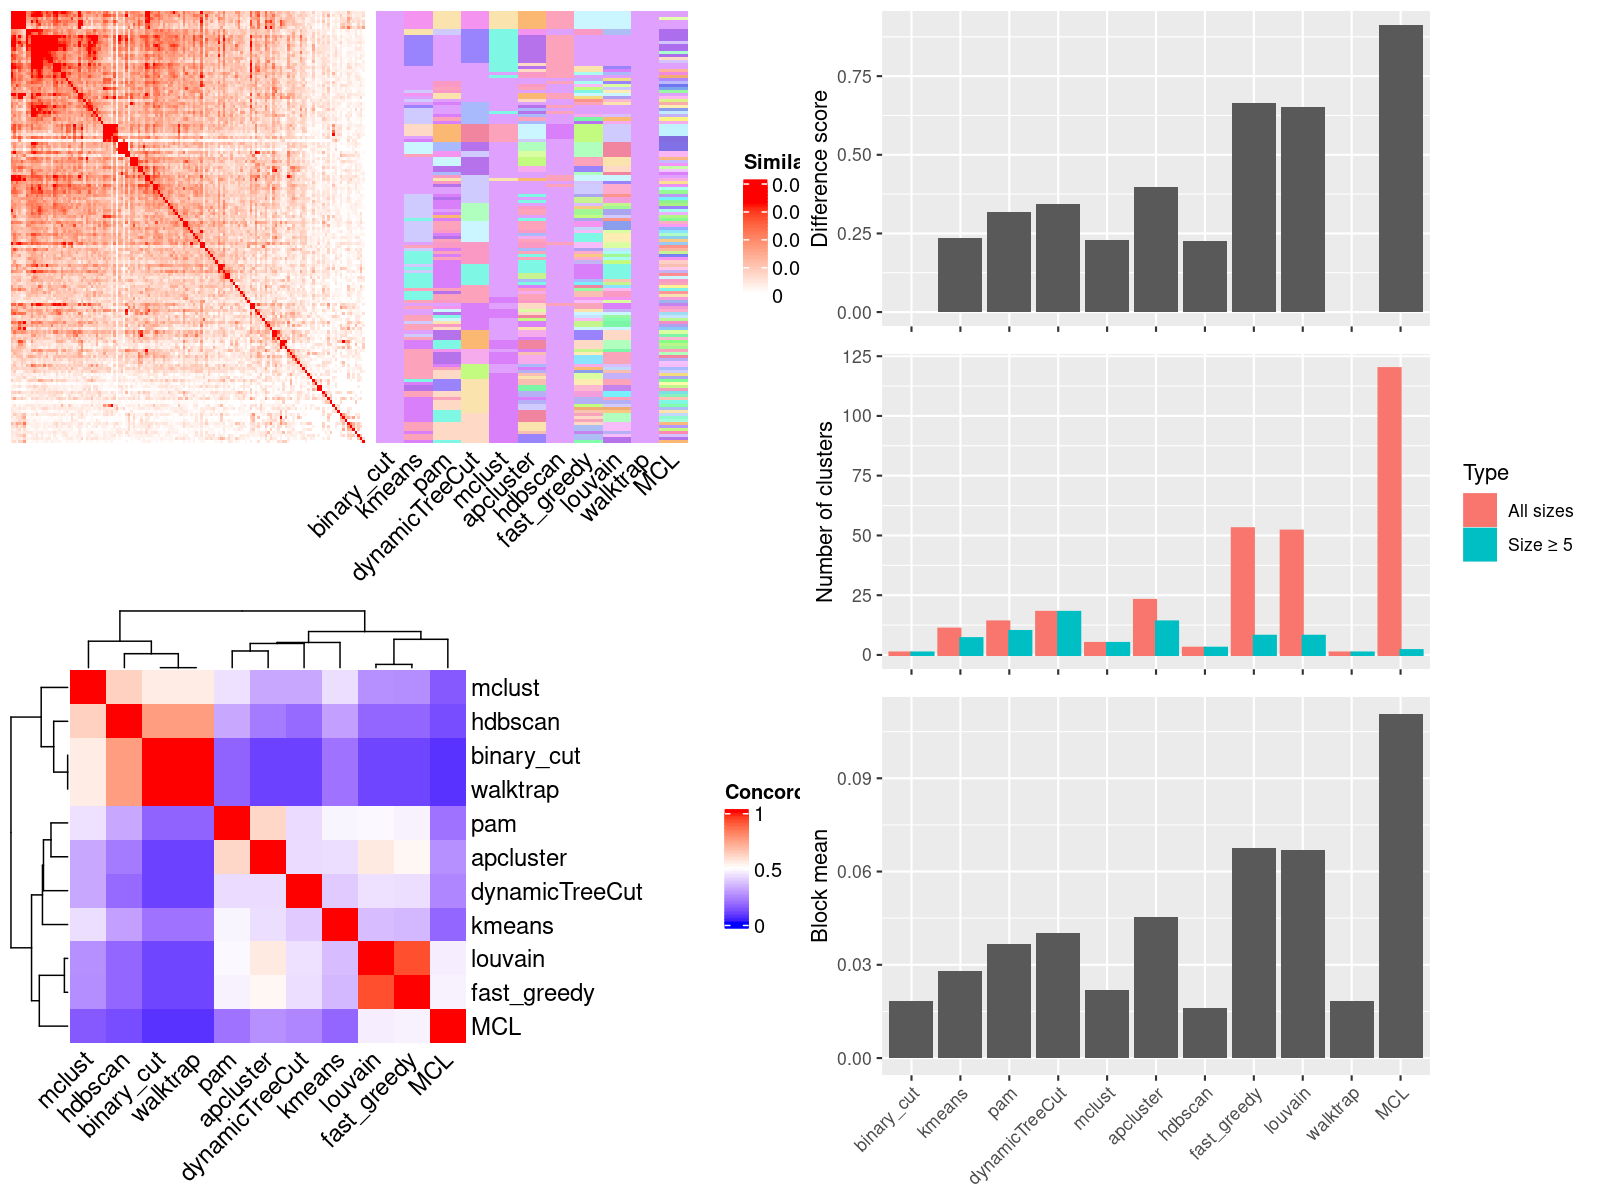 Simila
0.0
0.0
0.0
0.0
0
binary_cut
kmeans
pam
dynamicTreeCut
mclust
apcluster
hdbscan
fast_greedy
louvain
walktrap
MCL
mclust
hdbscan
binary_cut
walktrap
pam
apcluster
dynamicTreeCut
kmeans
louvain
fast_greedy
MCL
mclust
hdbscan
binary_cut
walktrap
pam
apcluster
dynamicTreeCut
kmeans
louvain
fast_greedy
MCL
Concord
1
0.5
0
Difference score
0.75
0.50
0.25
0.00
Number of clusters
125
100
75
50
25
0
Type
All sizes
Size ≥ 5
Block mean
0.09
0.06
0.03
0.00
binary_cut
kmeans
pam
dynamicTreeCut
mclust
apcluster
hdbscan
fast_greedy
louvain
walktrap
MCL